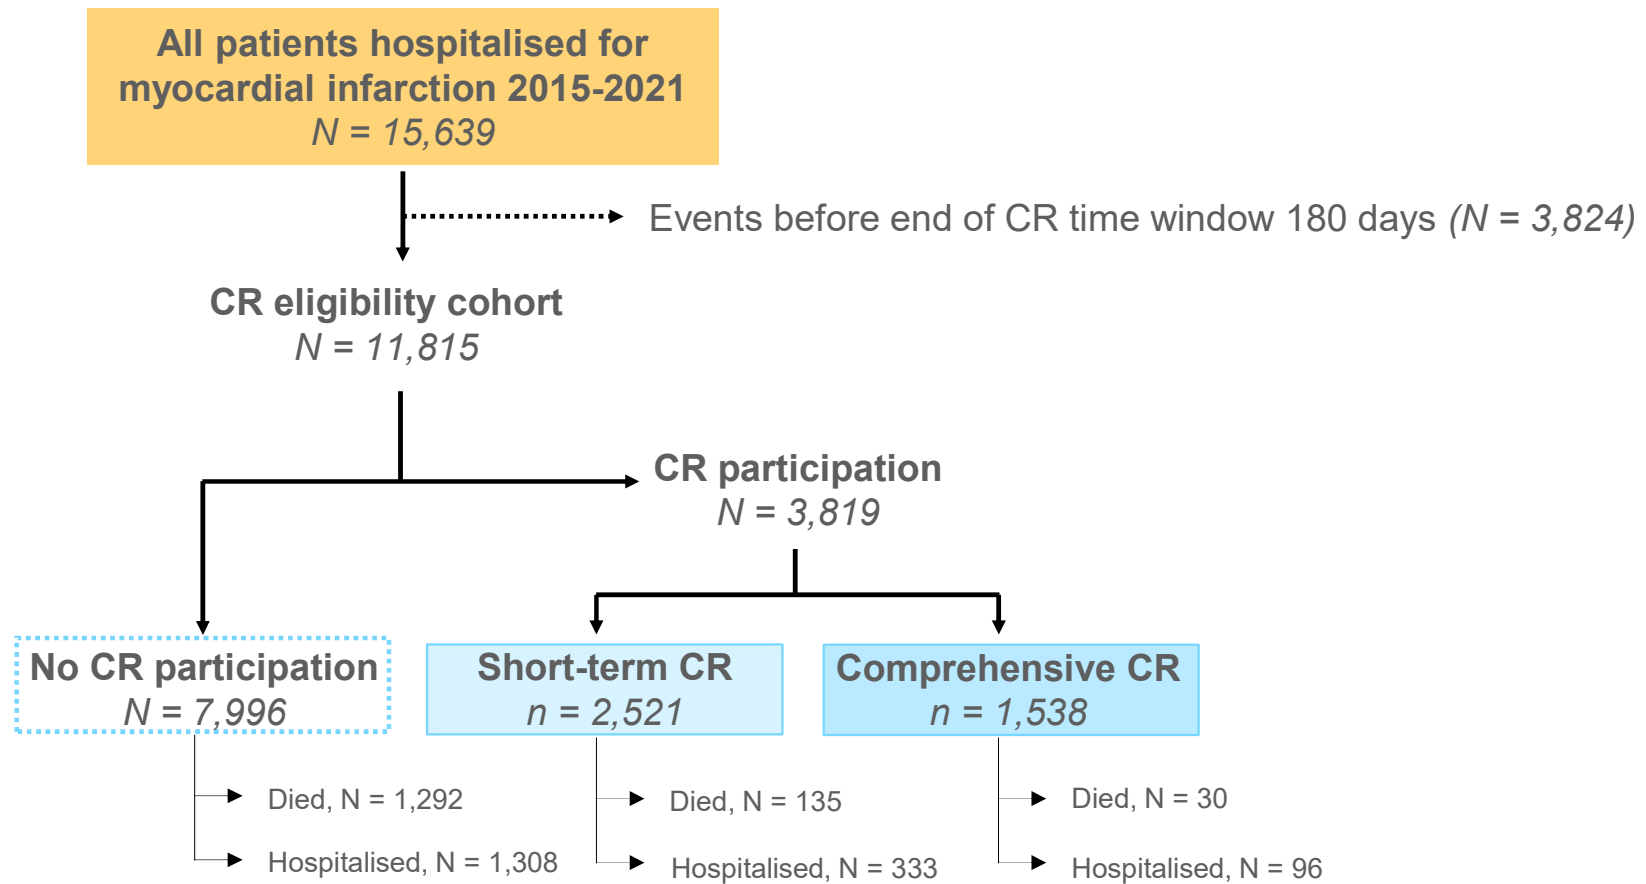 All patients hospitalised for
myocardial infarction 2015-2021
N = 15,639
Events before end of CR time window 180 days (N = 3,824)
CR eligibility cohort
N = 11,815
CR participation
N = 3,819
No CR participation
N = 7,996
Short-term CR
n = 2,521
Comprehensive CR
n = 1,538
Died, N = 1,292
Hospitalised, N = 1,308
Died, N = 135
Hospitalised, N = 333
Died, N = 30
Hospitalised, N = 96